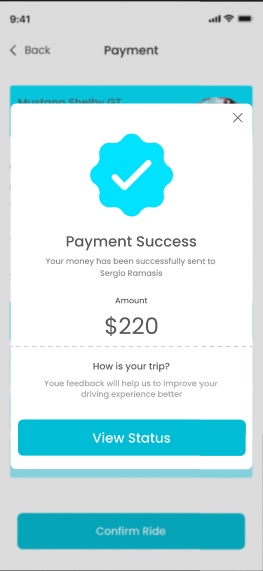 9:41
Back
Payment
Mustang Shelby GT
Payment Success
Your money has been successfully sent to
Sergio Ramasis
Amount
$220
How is your trip?
Youe feedback will help us to improve your
driving experience better
View Status
Confirm Ride